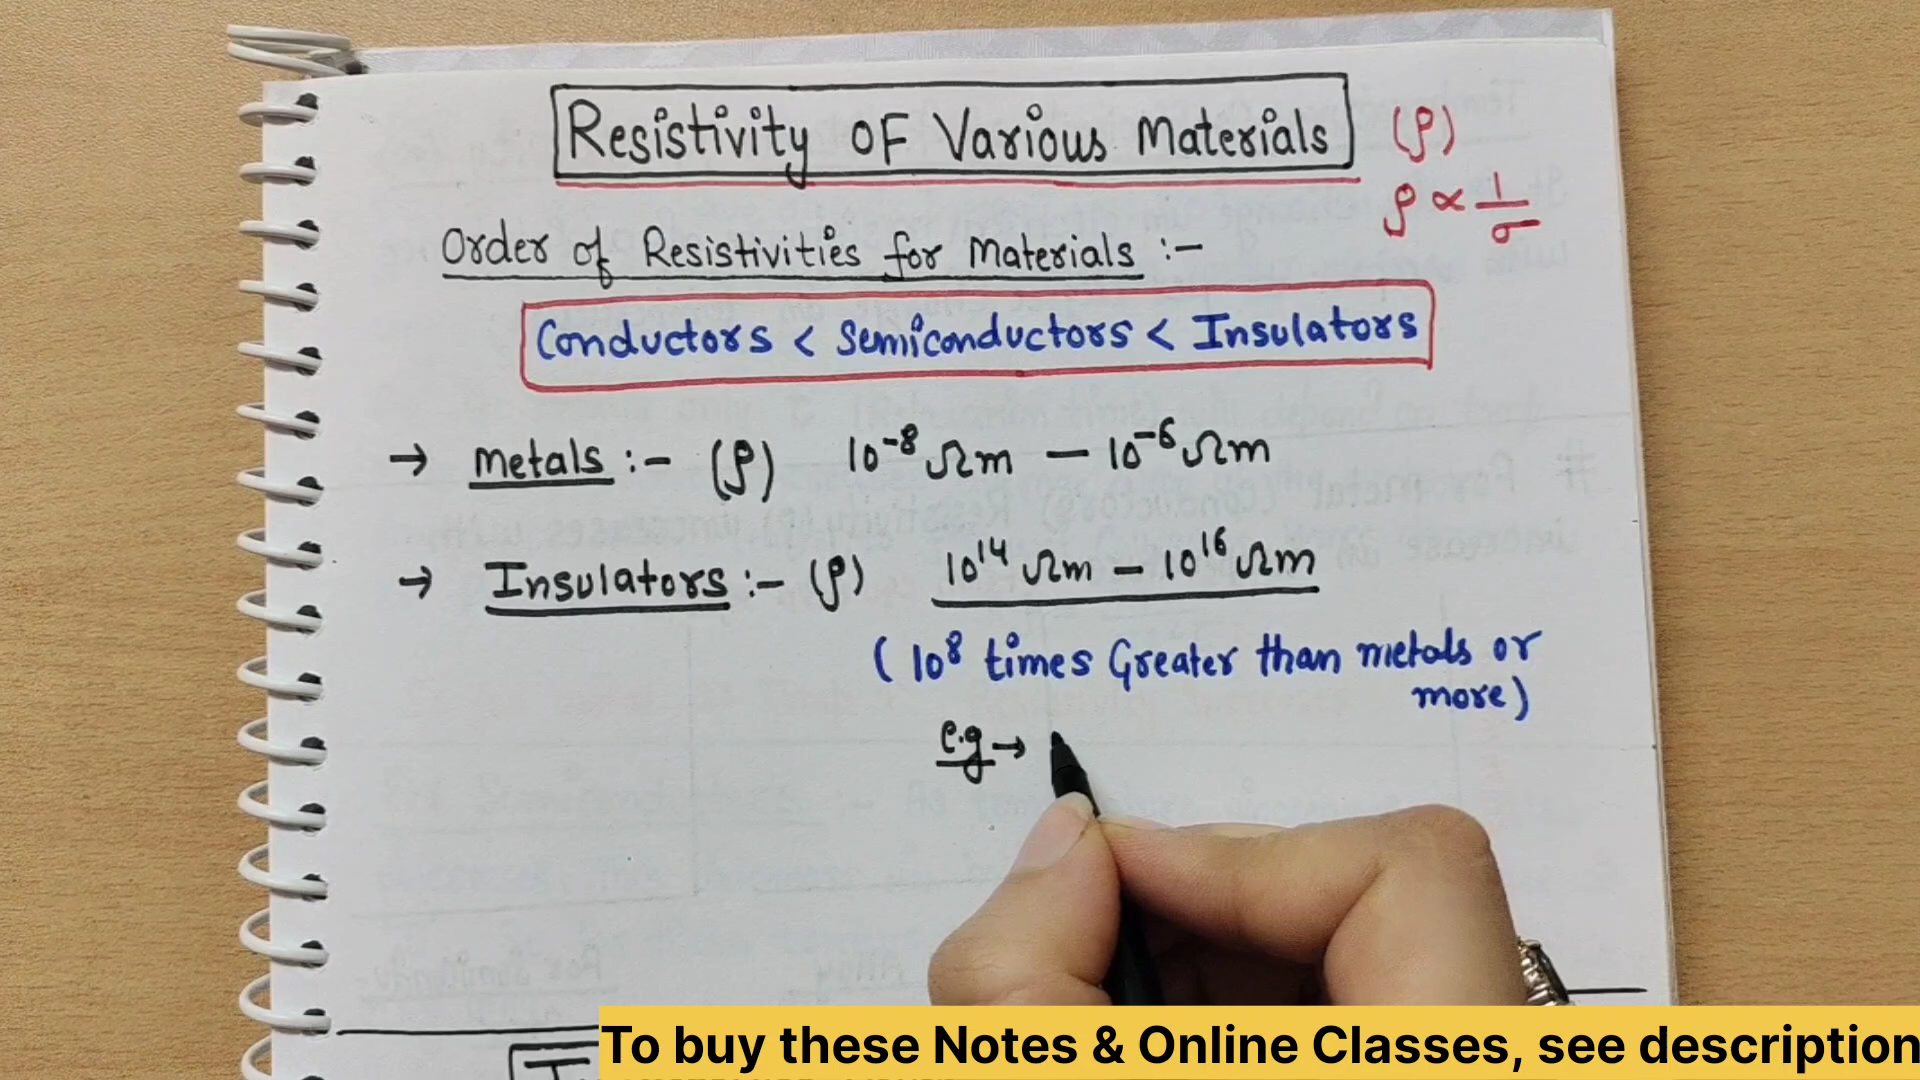 Resistivity OF Various Materials (ρ)
ρ ∝ 1/σ
Order of Resistivities for Materials :-
Conductors < Semiconductors < Insulators
→ Metals :- (ρ) 10⁻⁸ Ωm – 10⁻⁶ Ωm
→ Insulators :- (ρ) 10¹⁴ Ωm – 10¹⁶ Ωm
(10⁸ times Greater than metals or
more)
e.g →
To buy these Notes & Online Classes, see description